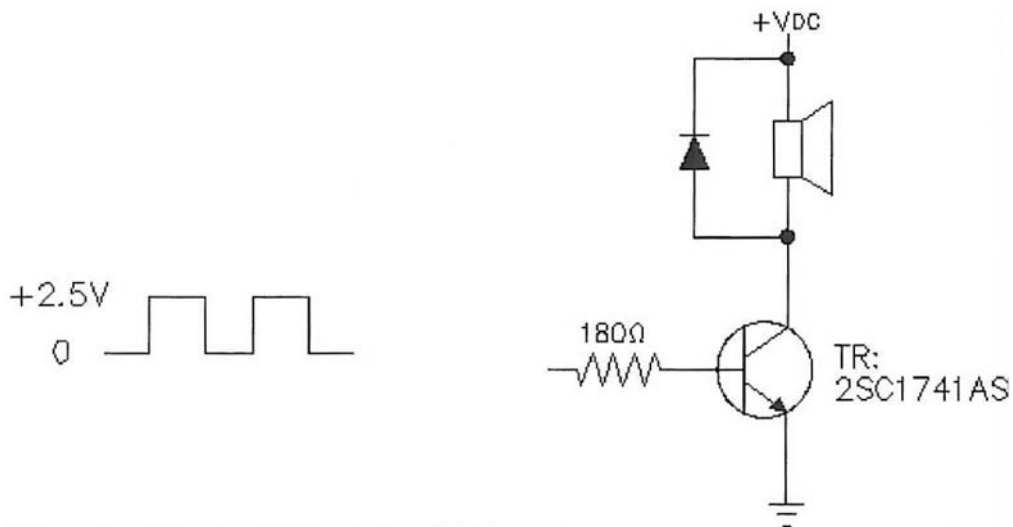 +VDC
+2.5V
0
180Ω
TR:
2SC1741AS